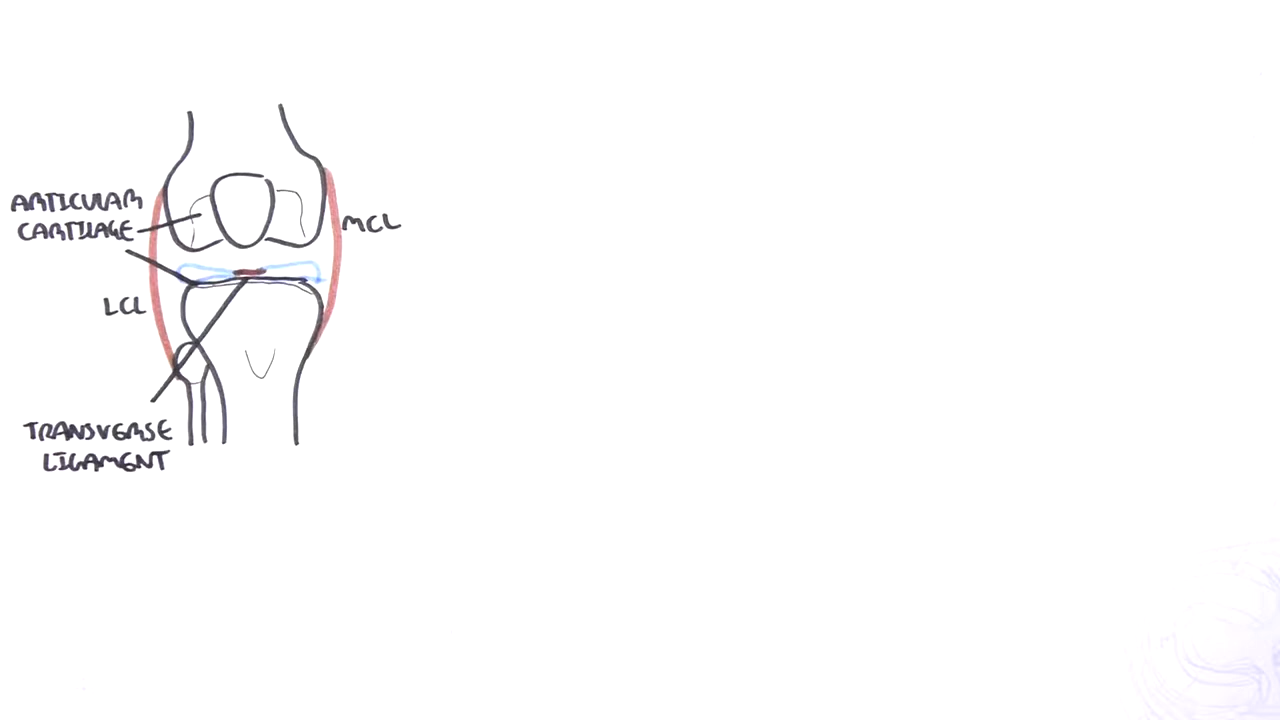 ARTICULAR
CARTILAGE
MCL
LCL
TRANSVERSE
LIGAMENT